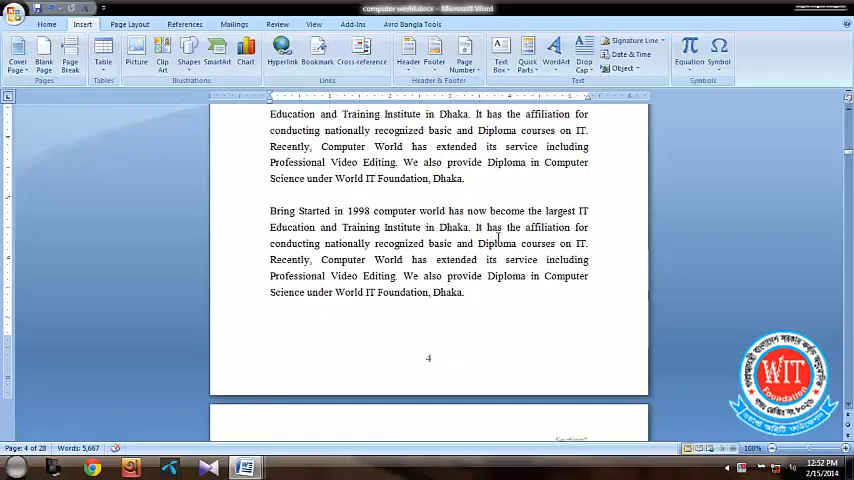 computer world.docx - Microsoft Word
Home Insert Page Layout References Mailings Review View Add-Ins Avro Bangla Tools
Cover Page Blank Page Page Break Table Picture Clip Art Shapes Chart Hyperlink Bookmark Cross-reference Header Footer Page Number Text Box Quick Parts WordArt Drop Cap Signature Line Date & Time Object Equation Symbol
Pages Tables Illustrations Links Header & Footer Text Symbols
Education and Training Institute in Dhaka. It has the affiliation for
conducting nationally recognized basic and Diploma courses on IT.
Recently, Computer World has extended its service including
Professional Video Editing. We also provide Diploma in Computer
Science under World IT Foundation, Dhaka.
Bring Started in 1998 computer world has now become the largest IT
Education and Training Institute in Dhaka. It has the affiliation for
conducting nationally recognized basic and Diploma courses on IT.
Recently, Computer World has extended its service including
Professional Video Editing. We also provide Diploma in Computer
Science under World IT Foundation, Dhaka.
4
Section1
WIT
Foundation
Page: 4 of 28 Words: 5,667 100%
12:52 PM
2/15/2014